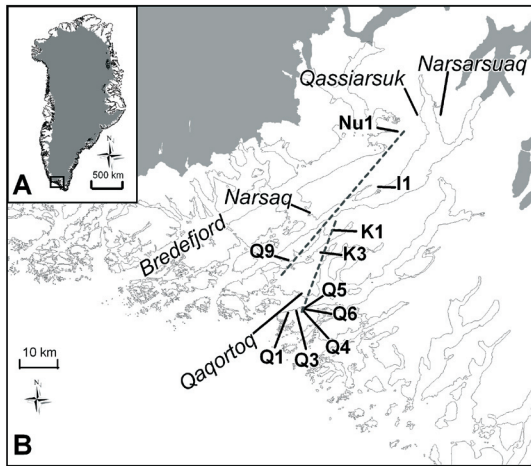 N
A
500 km
Qassiarsuk
Narsarsuaq
Nu1
I1
Narsaq
Bredefjord
K1
K3
Q9
Q5
Q6
Qaqortoq
Q1
Q3
Q4
10 km
N
B